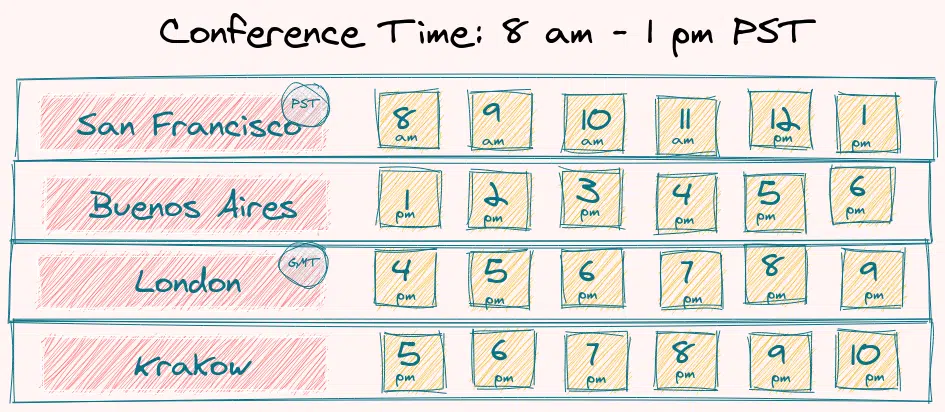 Conference Time: 8 am - 1 pm PST
San Francisco PST 8 am 9 am 10 am 11 am 12 pm 1 pm
Buenos Aires 1 pm 2 pm 3 pm 4 pm 5 pm 6 pm
London GMT 4 pm 5 pm 6 pm 7 pm 8 pm 9 pm
Krakow 5 pm 6 pm 7 pm 8 pm 9 pm 10 pm